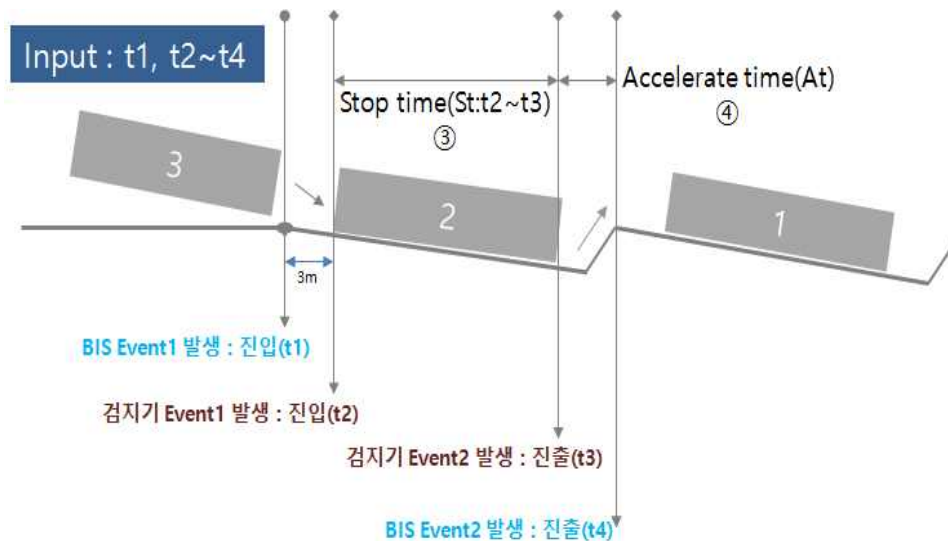 Input : t1, t2~t4
Accelerate time(At)
④
Stop time(St:t2~t3)
③
3
2
1
3m
BIS Event1 발생 : 진입(t1)
검지기 Event1 발생 : 진입(t2)
검지기 Event2 발생 : 진출(t3)
BIS Event2 발생 : 진출(t4)